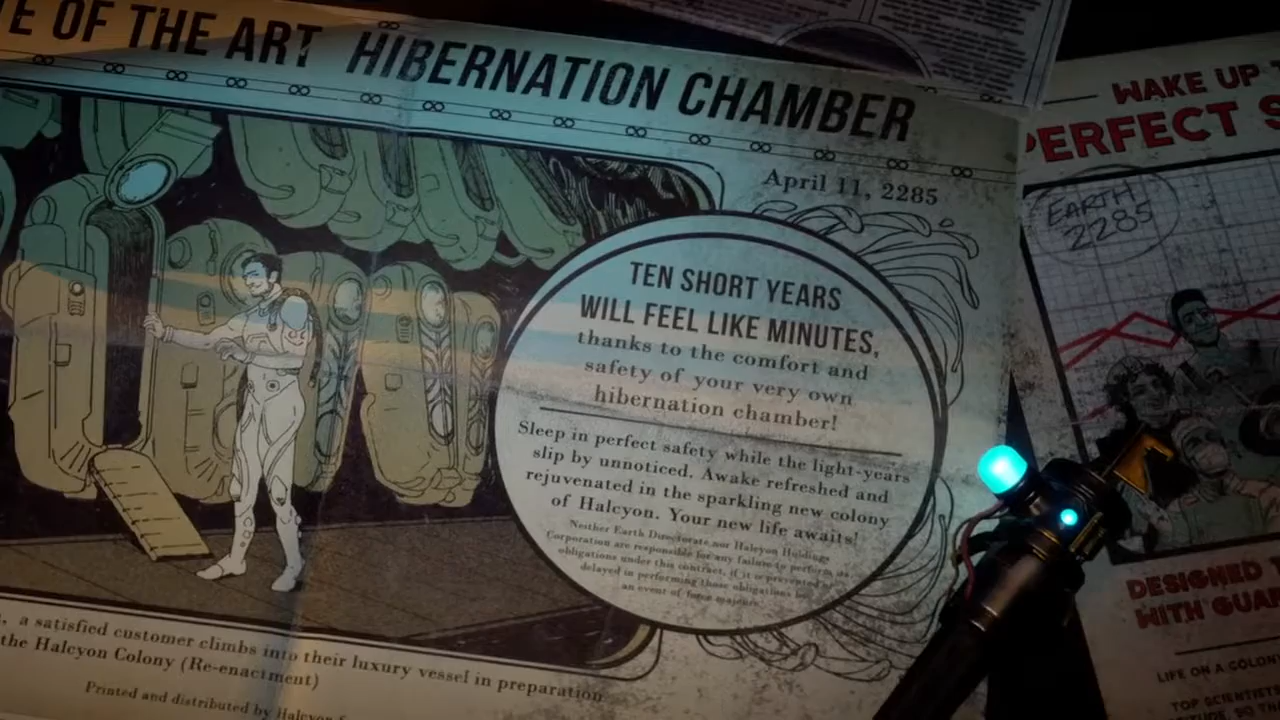 E OF THE ART HIBERNATION CHAMBER
April 11, 2285
TEN SHORT YEARS
WILL FEEL LIKE MINUTES,
thanks to the comfort and
safety of your very own
hibernation chamber!
Sleep in perfect safety while the light-years
slip by unnoticed. Awake refreshed and
rejuvenated in the sparkling new colony
of Halcyon. Your new life awaits!
Neither Earth Directorate nor Halcyon Holdings
Corporation are responsible for any failure to perform its
obligations under this contract, if it is prevented or
delayed in performing those obligations by
an event of force majeure.
a satisfied customer climbs into their luxury vessel in preparation
the Halcyon Colony (Re-enactment)
Printed and distributed by Halcyon
WAKE UP
PERFECT S
EARTH
2285
DESIGNED
WITH GUAR
LIFE ON A COLON
TOP SCIENTIS